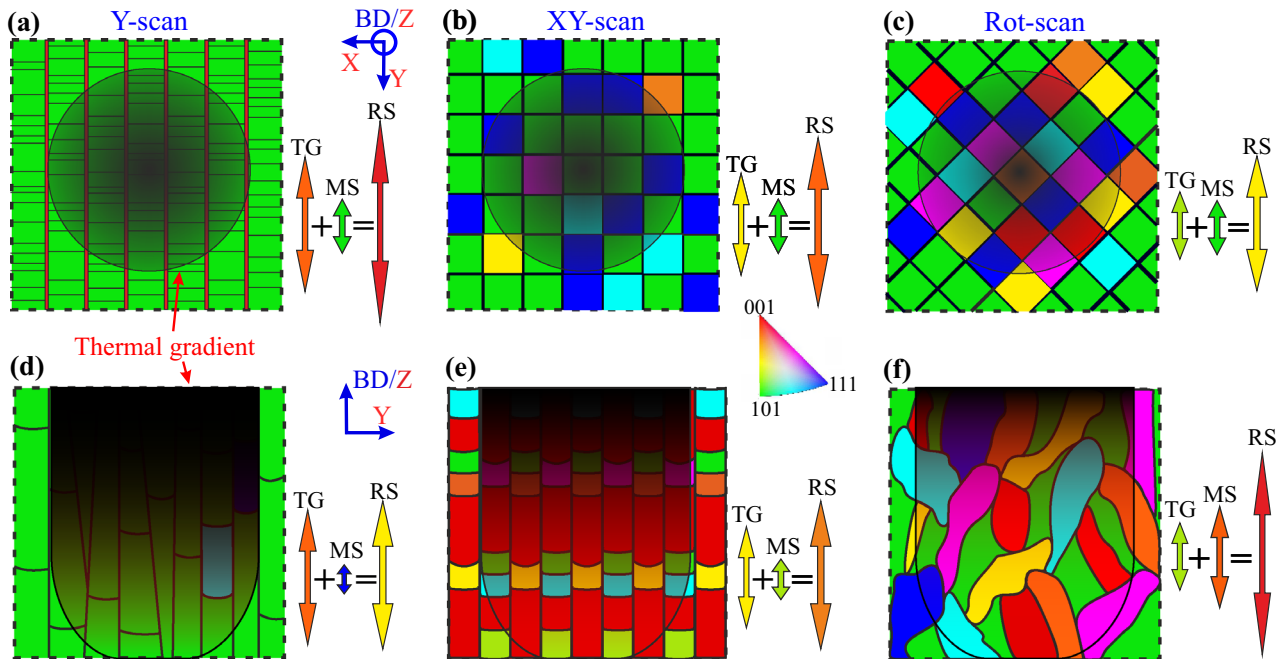 (a) Y-scan
BD/Z
X
Y
TG
MS
RS
+ =
(b) XY-scan
TG
MS
RS
+ =
(c) Rot-scan
TG
MS
RS
+ =
Thermal gradient
001
101
111
(d)
BD/Z
Y
TG
MS
RS
+ =
(e)
TG
MS
RS
+ =
(f)
TG
MS
RS
+ =